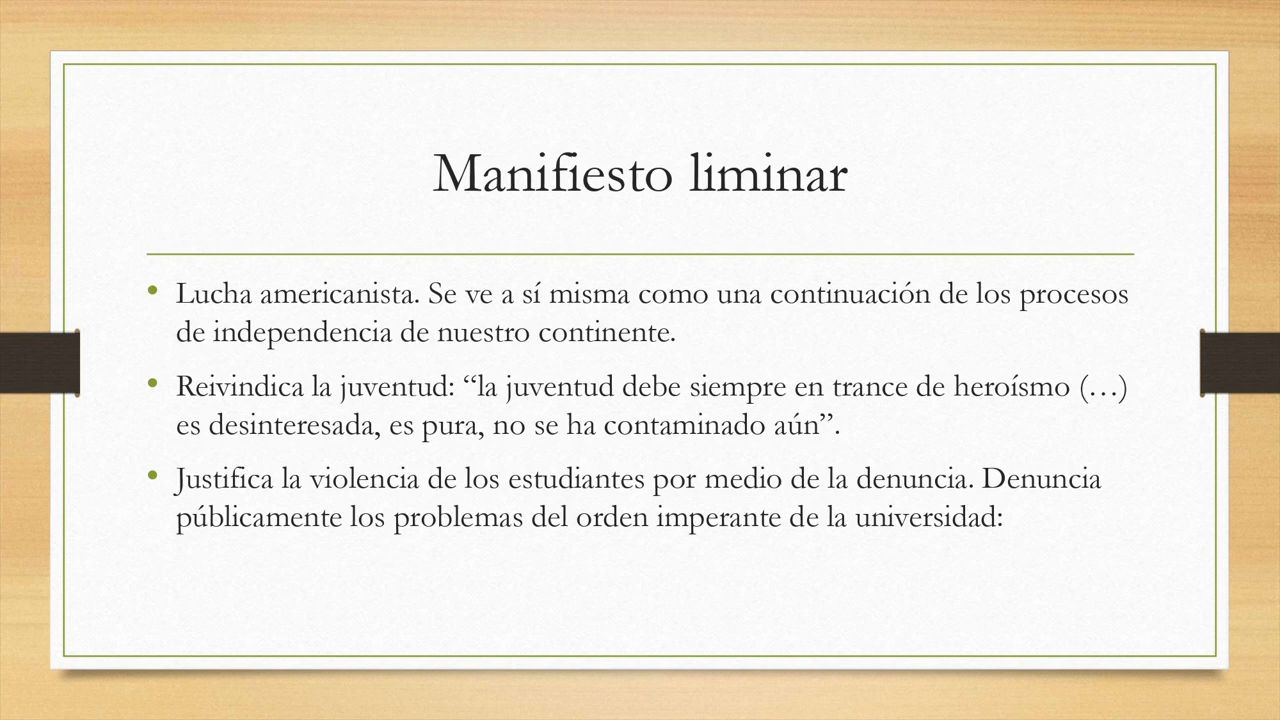 Manifiesto liminar
• Lucha americanista. Se ve a sí misma como una continuación de los procesos
de independencia de nuestro continente.
• Reivindica la juventud: “la juventud debe siempre en trance de heroísmo (…)
es desinteresada, es pura, no se ha contaminado aún”.
• Justifica la violencia de los estudiantes por medio de la denuncia. Denuncia
públicamente los problemas del orden imperante de la universidad: